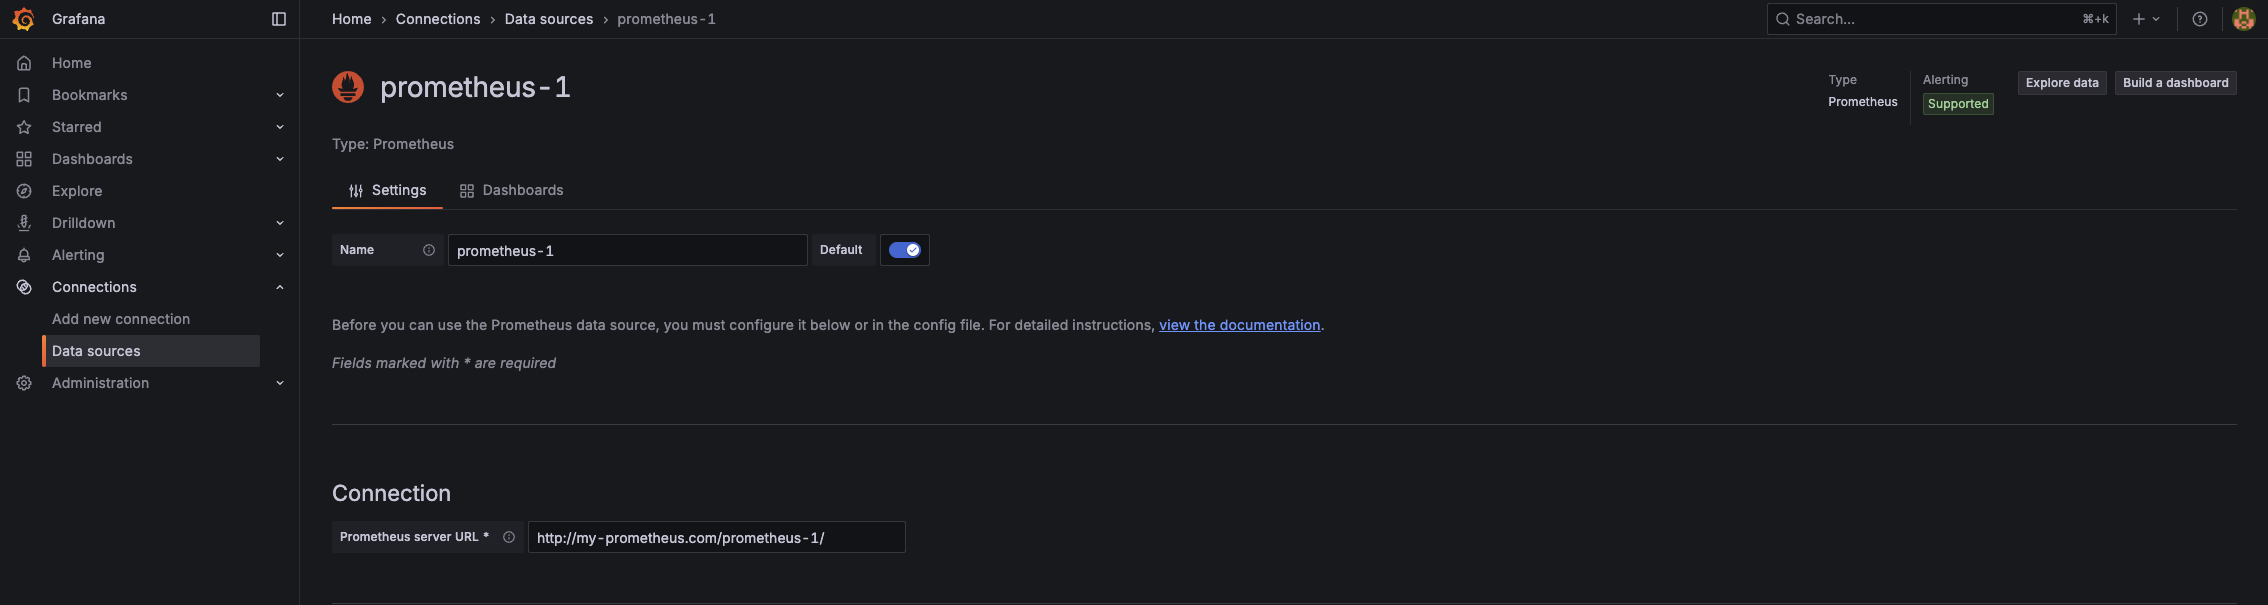 Grafana
Home › Connections › Data sources › prometheus-1
Search...
⌘+k
Home
Bookmarks
Starred
Dashboards
Explore
Drilldown
Alerting
Connections
Add new connection
Data sources
Administration
prometheus-1
Type
Prometheus
Alerting
Supported
Explore data
Build a dashboard
Type: Prometheus
Settings
Dashboards
Name
prometheus-1
Default
Before you can use the Prometheus data source, you must configure it below or in the config file. For detailed instructions, view the documentation.
Fields marked with * are required
Connection
Prometheus server URL *
http://my-prometheus.com/prometheus-1/